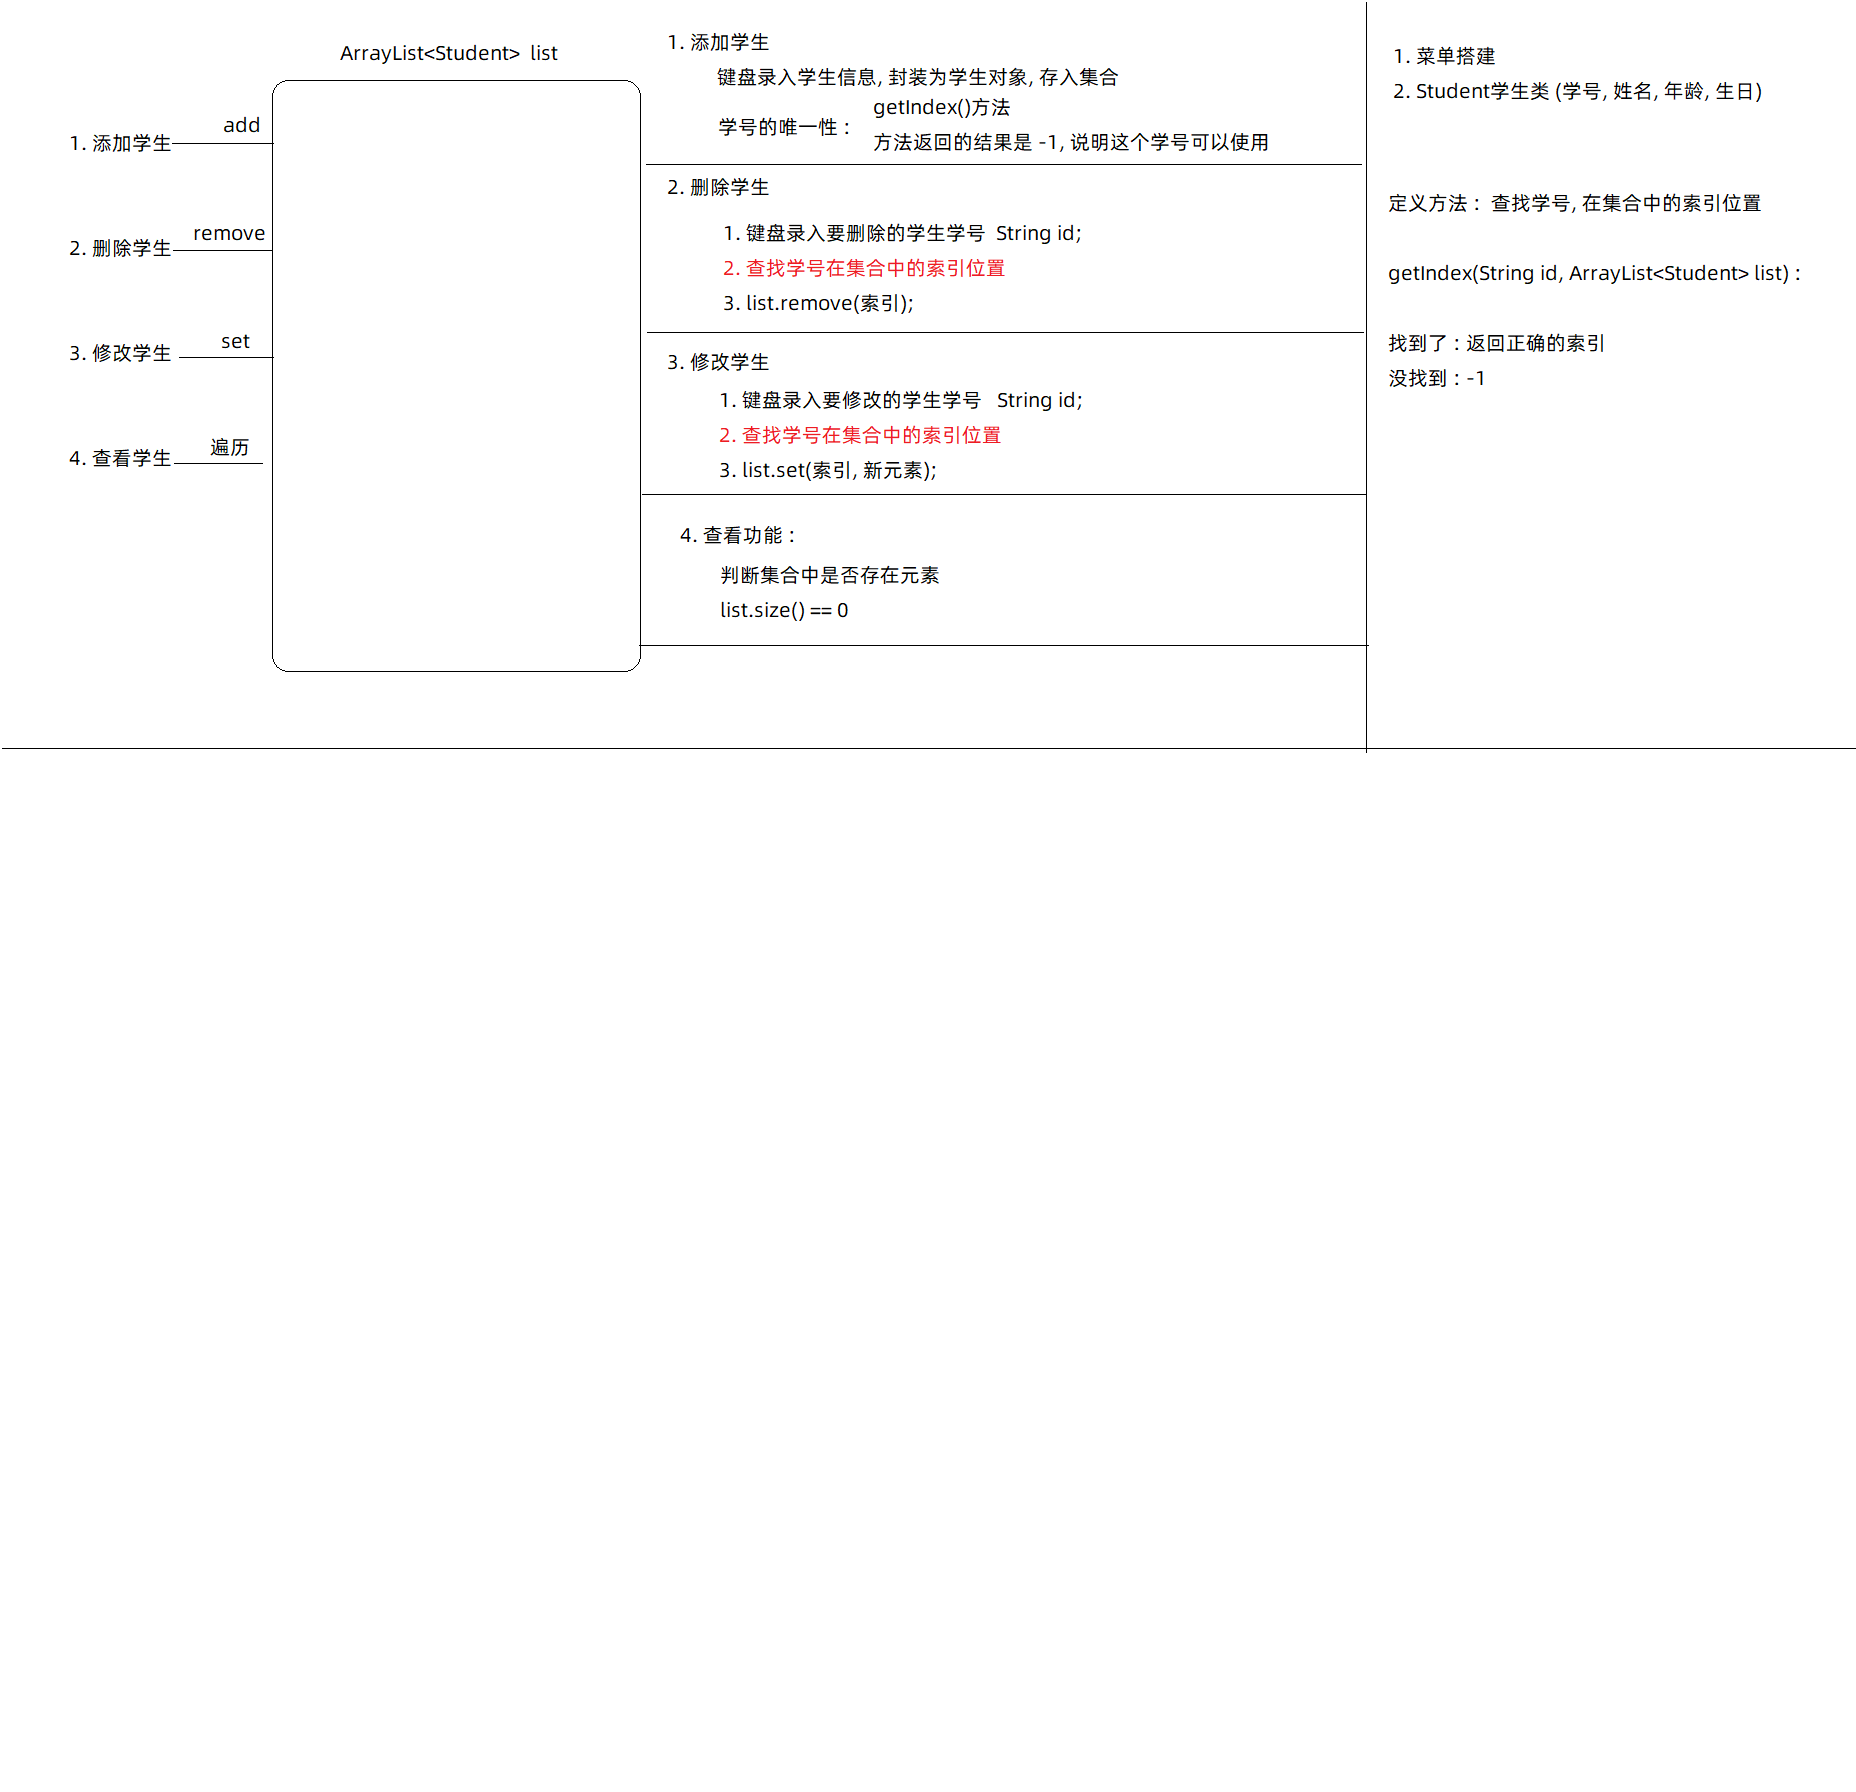 ArrayList<Student>  list
1. 添加学生
add
2. 删除学生
remove
3. 修改学生
set
4. 查看学生
遍历
1. 添加学生
键盘录入学生信息, 封装为学生对象, 存入集合
学号的唯一性 :
getIndex()方法
方法返回的结果是 -1, 说明这个学号可以使用
2. 删除学生
1. 键盘录入要删除的学生学号  String id;
2. 查找学号在集合中的索引位置
3. list.remove(索引);
3. 修改学生
1. 键盘录入要修改的学生学号   String id;
2. 查找学号在集合中的索引位置
3. list.set(索引, 新元素);
4. 查看功能 :
判断集合中是否存在元素
list.size() == 0
1. 菜单搭建
2. Student学生类 (学号, 姓名, 年龄, 生日)
定义方法 :  查找学号, 在集合中的索引位置
getIndex(String id, ArrayList<Student> list) :
找到了 : 返回正确的索引
没找到 : -1